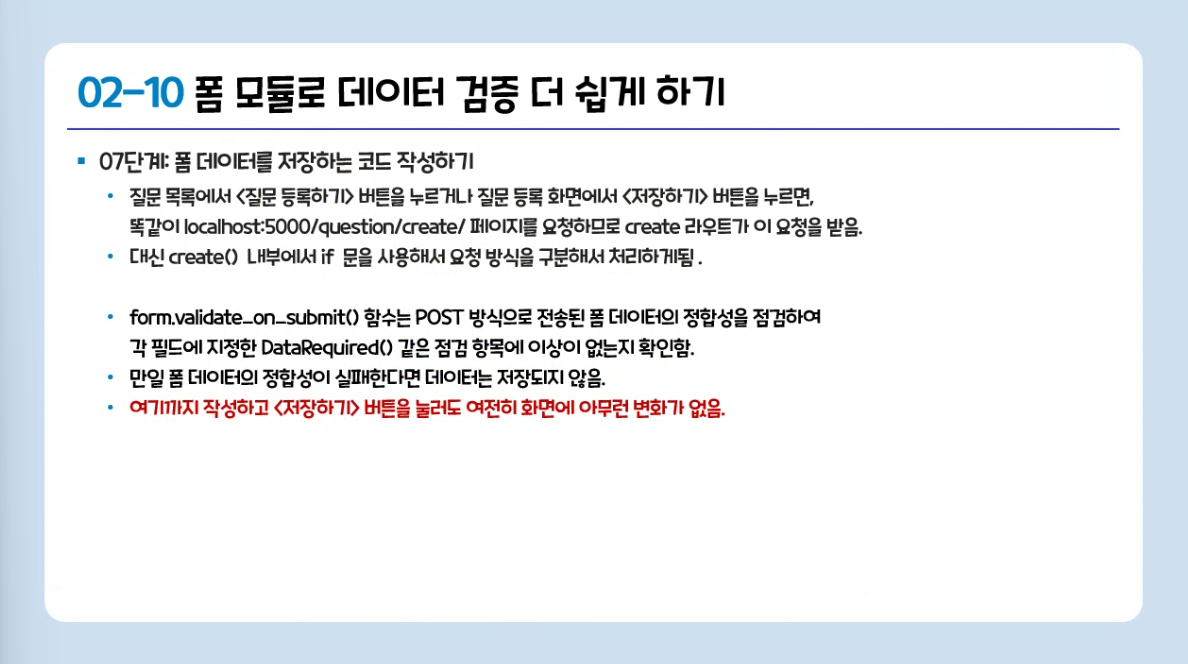 02-10 폼 모듈로 데이터 검증 더 쉽게 하기
▪ 07단계: 폼 데이터를 저장하는 코드 작성하기
• 질문 목록에서 <질문 등록하기> 버튼을 누르거나 질문 등록 화면에서 <저장하기> 버튼을 누르면,
똑같이 localhost:5000/question/create/ 페이지를 요청하므로 create 라우트가 이 요청을 받음.
• 대신 create() 내부에서 if 문을 사용해서 요청 방식을 구분해서 처리하게됨 .
• form.validate_on_submit() 함수는 POST 방식으로 전송된 폼 데이터의 정합성을 점검하여
각 필드에 지정한 DataRequired() 같은 점검 항목에 이상이 없는지 확인함.
• 만일 폼 데이터의 정합성이 실패한다면 데이터는 저장되지 않음.
• 여기까지 작성하고 <저장하기> 버튼을 눌러도 여전히 화면에 아무런 변화가 없음.